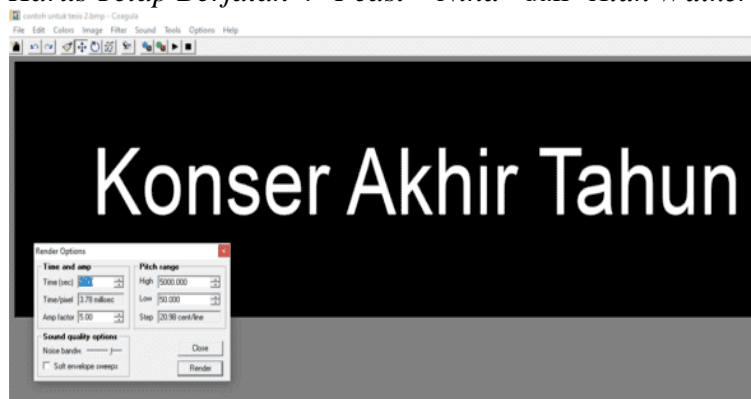 contoh untuk tesis 2.bmp - Coagula
File Edit Colors Image Filter Sound Tools Options Help
Konser Akhir Tahun
Render Options
Time and amp
Time (sec)
Time/pixel 3.78 millisec
Amp factor 5.00
Pitch range
High 5000.000
Low 50.000
Step 20.98 cent/line
Sound quality options
Noise bandw.
Soft envelope sweeps
Close
Render